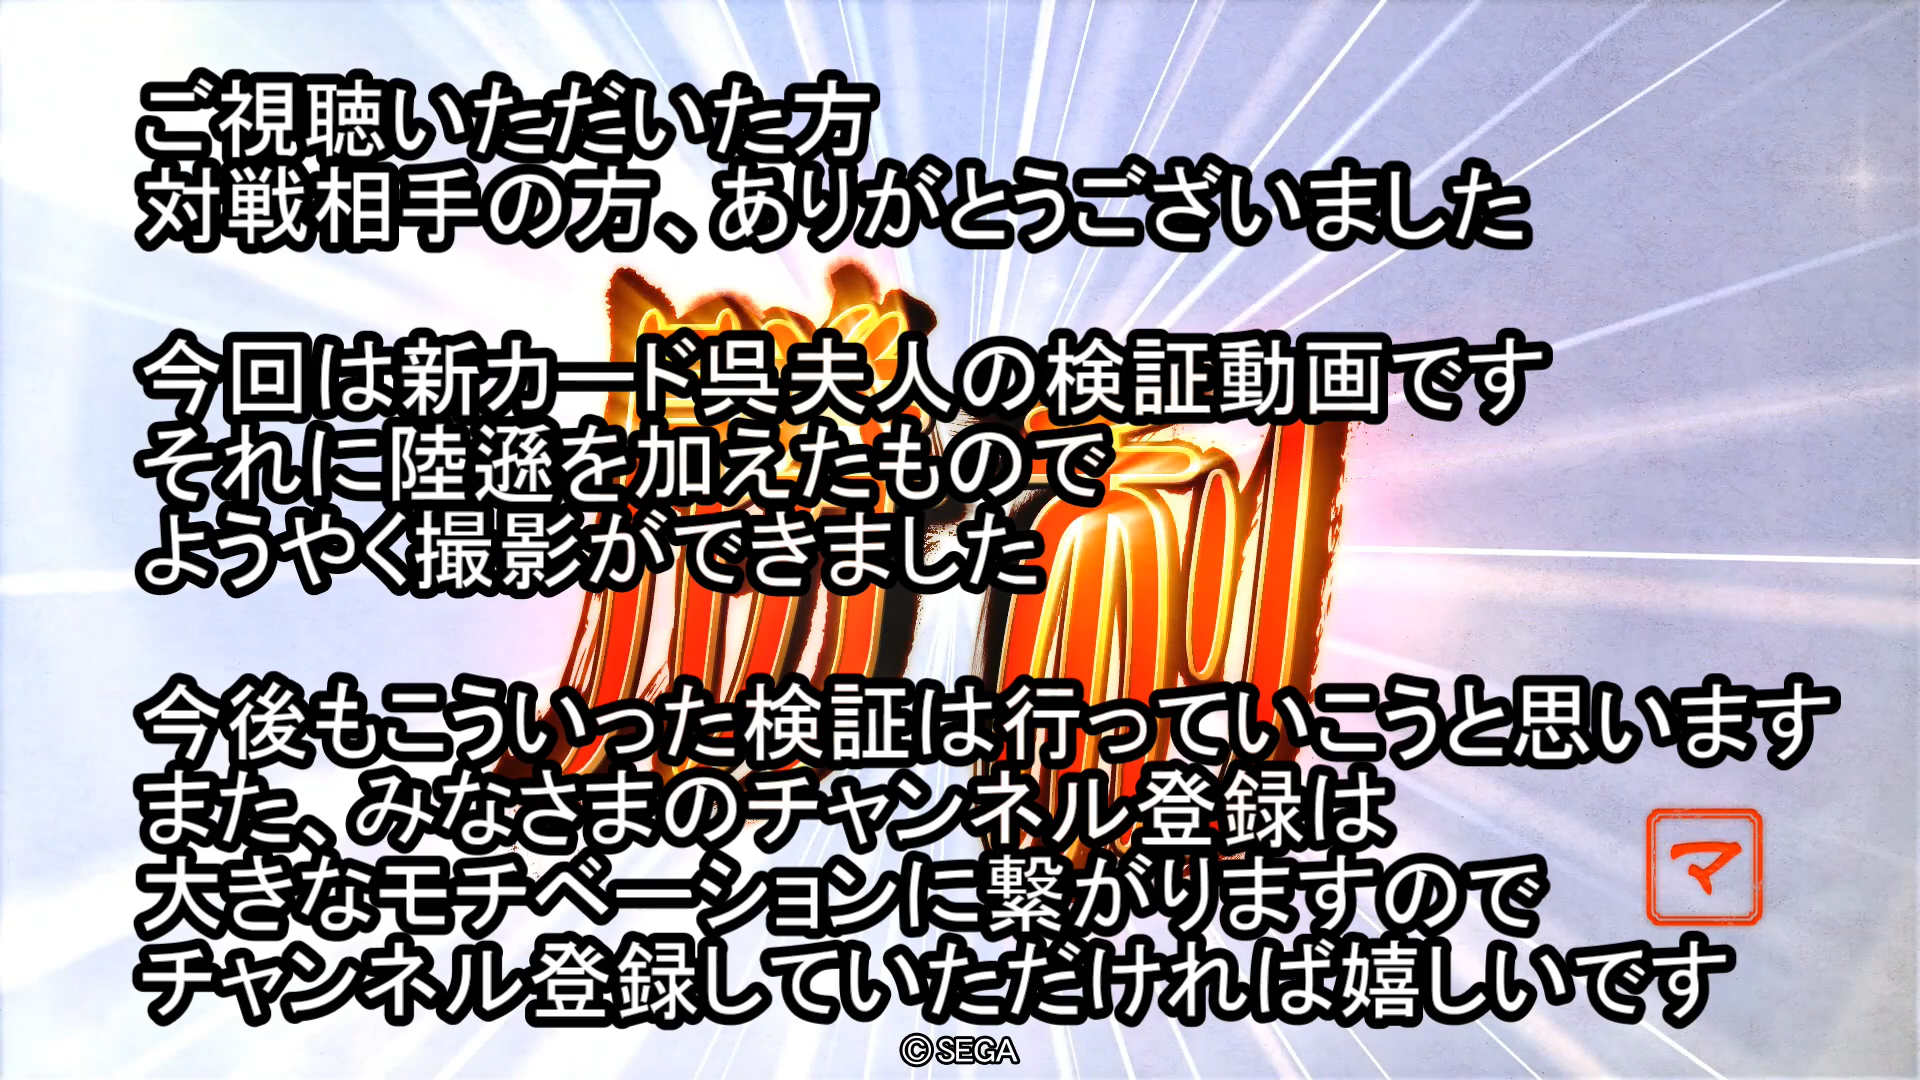 ご視聴いただいた方
対戦相手の方、ありがとうございました
今回は新カード呉夫人の検証動画です
それに陸遜を加えたもので
ようやく撮影ができました
今後もこういった検証は行っていこうと思います
また、みなさまのチャンネル登録は
大きなモチベーションに繋がりますので
チャンネル登録していただければ嬉しいです
マ
©SEGA